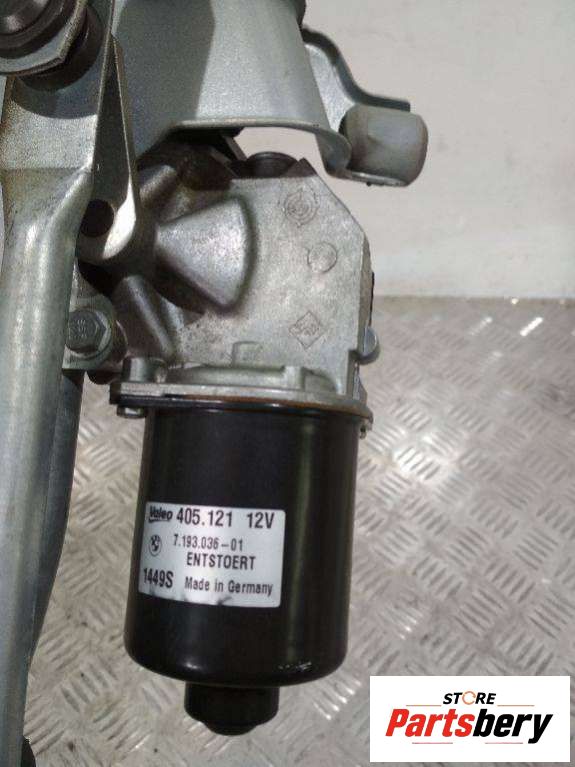 Valeo 405.121 12V
7.193.036-01
ENTSTOERT
1449S Made in Germany
STORE
Partsbery